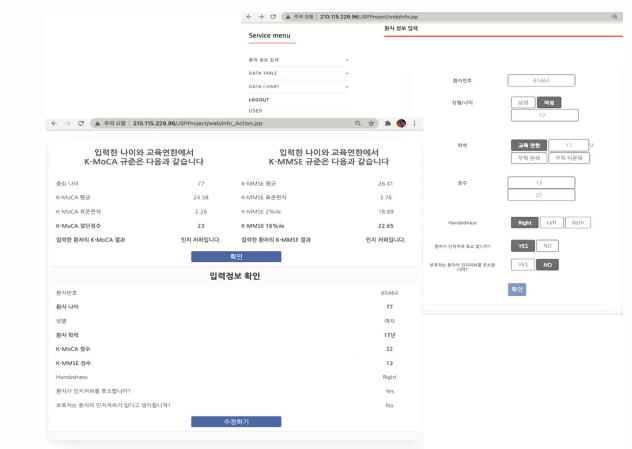 주의 요함 | 210.115.229.96/JSPProject/web/Info.jsp
Service menu
환자 정보 입력
환자 정보 입력
DATA TABLE
DATA CHART
LOGOUT
USER
환자번호
65464
성별/나이
남성 여성
77
학력
교육 연한 17 년
무학 문해 무학 비문해
점수
13
22
Handedness
Right Left Both
환자가 인지저하를 호소 합니까?
YES NO
보호자는 환자의 인지저하를 호소합
니까?
YES NO
확인
주의 요함 | 210.115.229.96/JSPProject/web/info_Action.jsp
입력한 나이와 교육연한에서
K-MoCA 규준은 다음과 같습니다
중심 나이 77
K-MoCA 평균 24.58
K-MoCA 표준편차 2.26
K-MoCA 절단점수 23
입력한 환자의 K-MoCA 결과 인지 저하입니다.
입력한 나이와 교육연한에서
K-MMSE 규준은 다음과 같습니다
K-MMSE 평균 26.41
K-MMSE 표준편차 3.76
K-MMSE 2%ile 18.89
K-MMSE 16%ile 22.65
입력한 환자의 K-MMSE 결과 인지 저하입니다.
확인
입력정보 확인
환자번호 65464
환자 나이 77
성별 여자
환자 학력 17년
K-MoCA 점수 22
K-MMSE 점수 13
Handedness Right
환자가 인지저하를 호소합니까? Yes
보호자는 환자의 인지저하가 있다고 생각합니까? No
수정하기